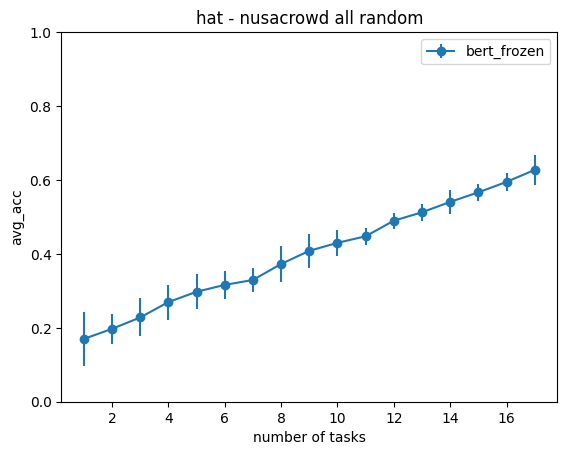 hat - nusacrowd all random
bert_frozen
avg_acc
1.0
0.8
0.6
0.4
0.2
0.0
2 4 6 8 10 12 14 16
number of tasks